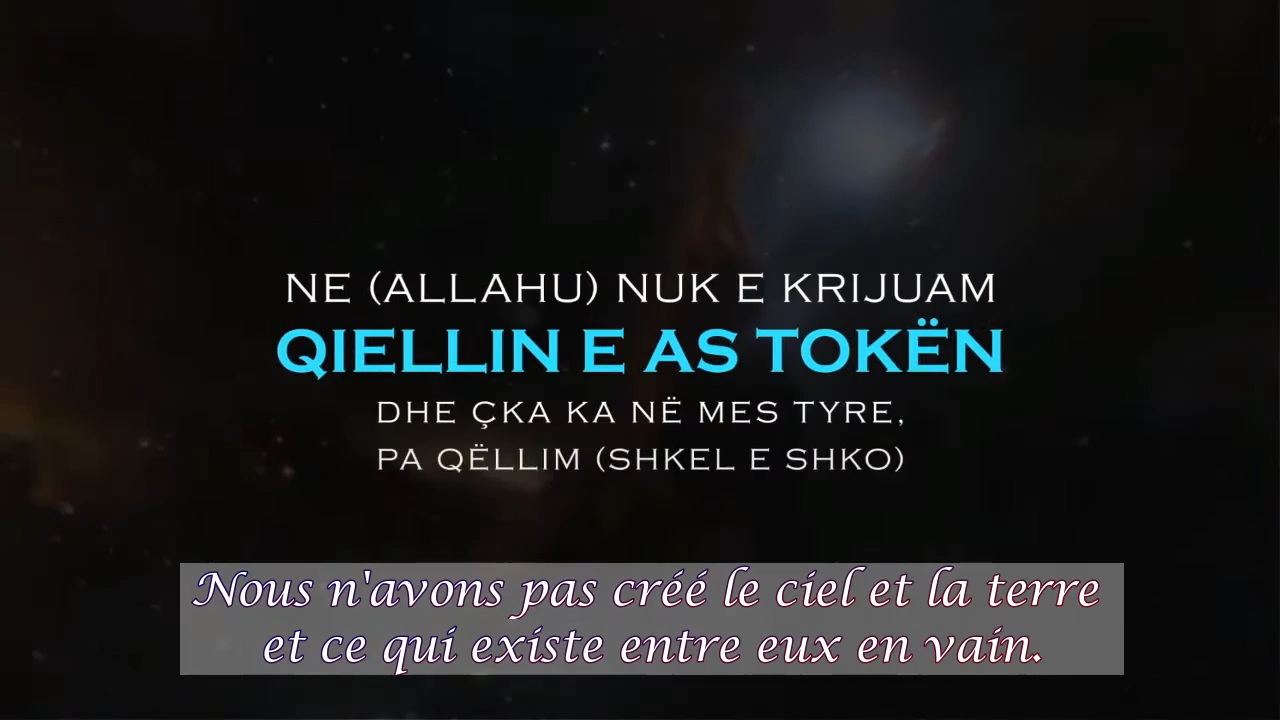 NE (ALLAHU) NUK E KRIJUAM
QIELLIN E AS TOKËN
DHE ÇKA KA NË MES TYRE,
PA QËLLIM (SHKEL E SHKO)
Nous n'avons pas créé le ciel et la terre
et ce qui existe entre eux en vain.